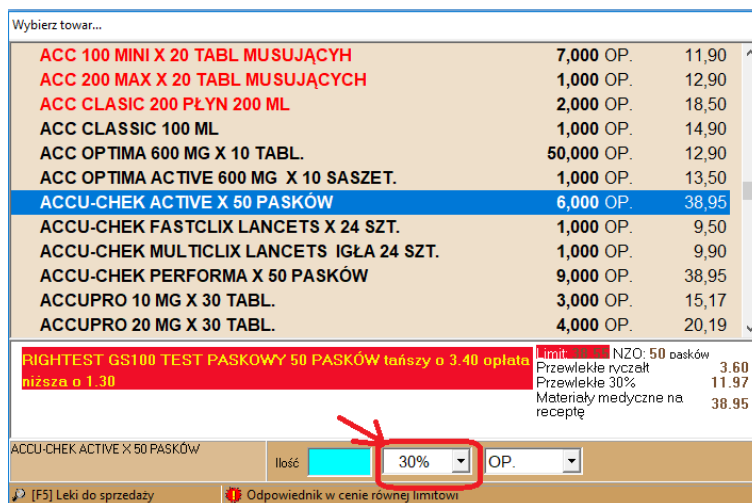 Wybierz towar...
ACC 100 MINI X 20 TABL MUSUJĄCYH 7,000 OP. 11,90
ACC 200 MAX X 20 TABL MUSUJĄCYCH 1,000 OP. 12,90
ACC CLASIC 200 PŁYN 200 ML 2,000 OP. 18,50
ACC CLASSIC 100 ML 1,000 OP. 14,90
ACC OPTIMA 600 MG X 10 TABL. 50,000 OP. 12,90
ACC OPTIMA ACTIVE 600 MG X 10 SASZET. 1,000 OP. 13,50
ACCU-CHEK ACTIVE X 50 PASKÓW 6,000 OP. 38,95
ACCU-CHEK FASTCLIX LANCETS X 24 SZT. 1,000 OP. 9,50
ACCU-CHEK MULTICLIX LANCETS IGŁA 24 SZT. 1,000 OP. 9,90
ACCU-CHEK PERFORMA X 50 PASKÓW 9,000 OP. 38,95
ACCUPRO 10 MG X 30 TABL. 3,000 OP. 15,17
ACCUPRO 20 MG X 30 TABL. 4,000 OP. 20,19
RIGHTEST GS100 TEST PASKOWY 50 PASKÓW tańszy o 3.40 opłata
niższa o 1.30
Limit: NZO: 50 pasków
Przewlekłe ryczałt 3.60
Przewlekłe 30% 11.97
Materiały medyczne na
receptę 38.95
ACCU-CHEK ACTIVE X 50 PASKÓW
Ilość 30% OP.
[F5] Leki do sprzedaży Odpowiednik w cenie równej limitowi